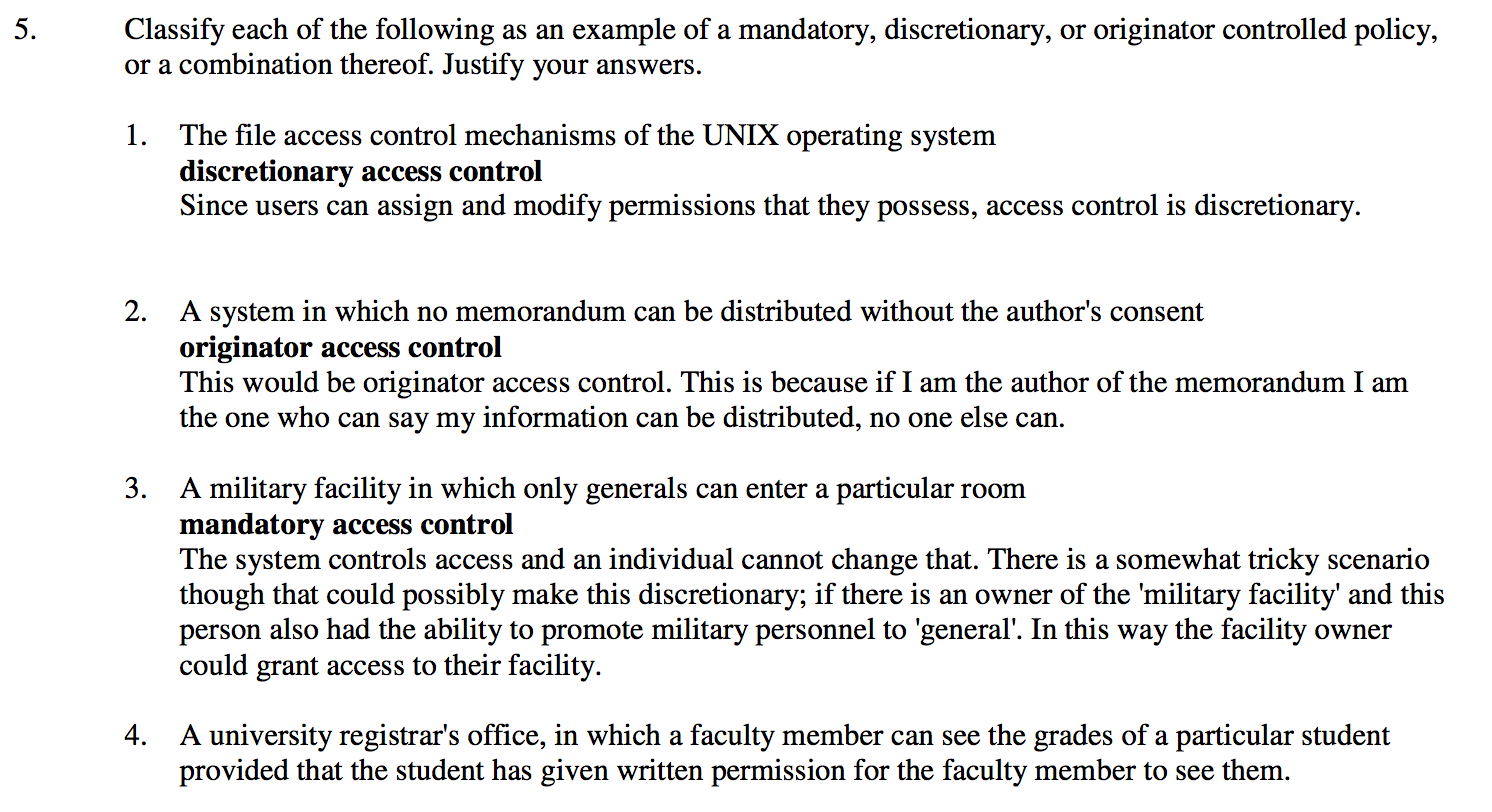 5. Classify each of the following as an example of a mandatory, discretionary, or originator controlled policy,
or a combination thereof. Justify your answers.
1. The file access control mechanisms of the UNIX operating system
discretionary access control
Since users can assign and modify permissions that they possess, access control is discretionary.
2. A system in which no memorandum can be distributed without the author's consent
originator access control
This would be originator access control. This is because if I am the author of the memorandum I am
the one who can say my information can be distributed, no one else can.
3. A military facility in which only generals can enter a particular room
mandatory access control
The system controls access and an individual cannot change that. There is a somewhat tricky scenario
though that could possibly make this discretionary; if there is an owner of the 'military facility' and this
person also had the ability to promote military personnel to 'general'. In this way the facility owner
could grant access to their facility.
4. A university registrar's office, in which a faculty member can see the grades of a particular student
provided that the student has given written permission for the faculty member to see them.